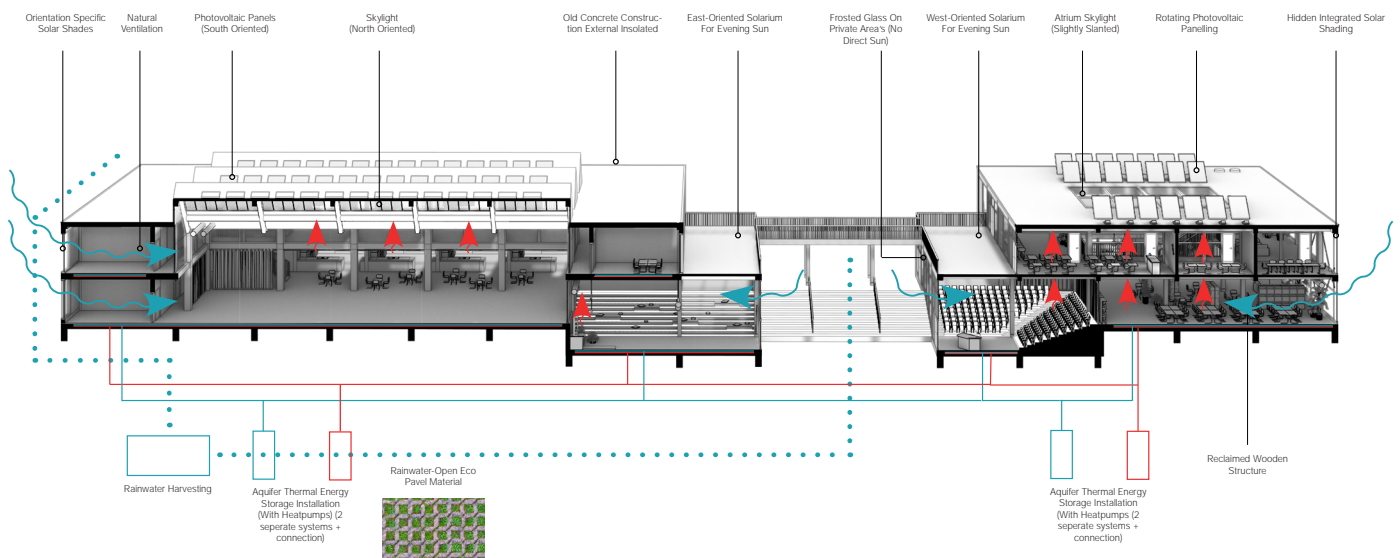 Orientation Specific
Solar Shades
Natural
Ventilation
Photovoltaic Panels
(South Oriented)
Skylight
(North Oriented)
Old Concrete Construc-
tion External Insolated
East-Oriented Solarium
For Evening Sun
Frosted Glass On
Private Area's (No
Direct Sun)
West-Oriented Solarium
For Evening Sun
Atrium Skylight
(Slightly Slanted)
Rotating Photovoltaic
Panelling
Hidden Integrated Solar
Shading
Rainwater Harvesting
Aquifer Thermal Energy
Storage Installation
(With Heatpumps) (2
seperate systems +
connection)
Rainwater-Open Eco
Pavel Material
Aquifer Thermal Energy
Storage Installation
(With Heatpumps (2
seperate systems +
connection)
Reclaimed Wooden
Structure